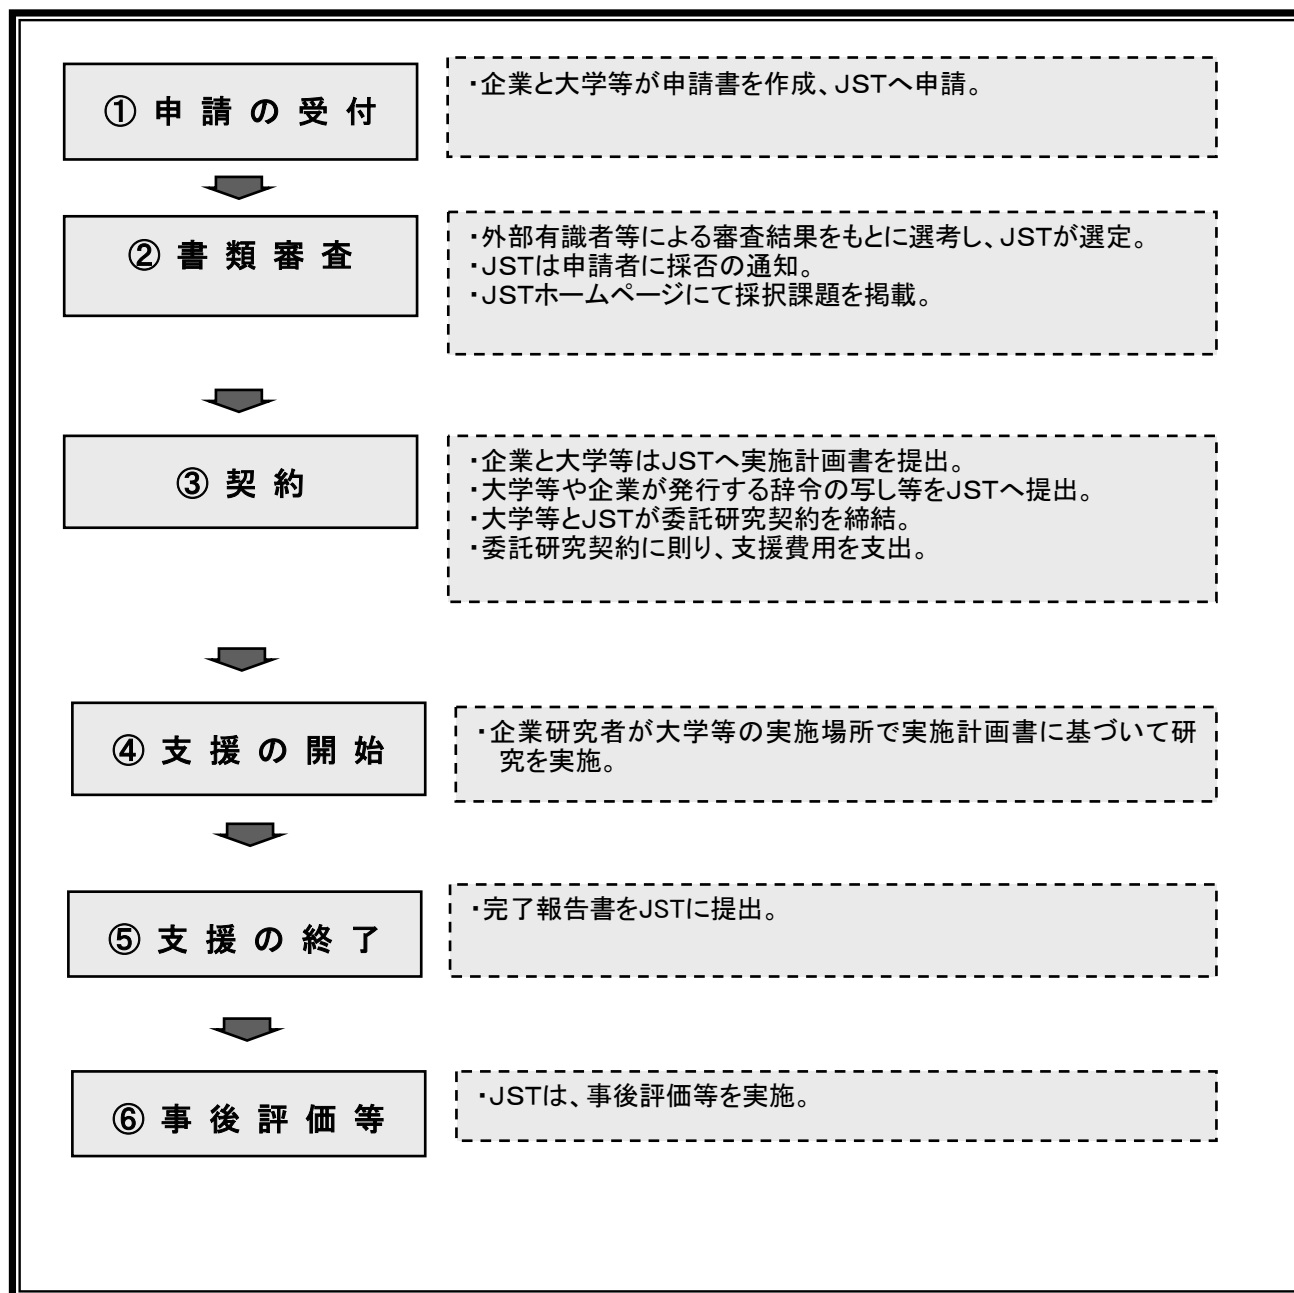 ① 申 請 の 受 付
・企業と大学等が申請書を作成、JSTへ申請。
② 書 類 審 査
・外部有識者等による審査結果をもとに選考し、JSTが選定。
・JSTは申請者に採否の通知。
・JSTホームページにて採択課題を掲載。
③ 契 約
・企業と大学等はJSTへ実施計画書を提出。
・大学等や企業が発行する辞令の写し等をJSTへ提出。
・大学等とJSTが委託研究契約を締結。
・委託研究契約に則り、支援費用を支出。
④ 支 援 の 開 始
・企業研究者が大学等の実施場所で実施計画書に基づいて研
究を実施。
⑤ 支 援 の 終 了
・完了報告書をJSTに提出。
⑥ 事 後 評 価 等
・JSTは、事後評価等を実施。